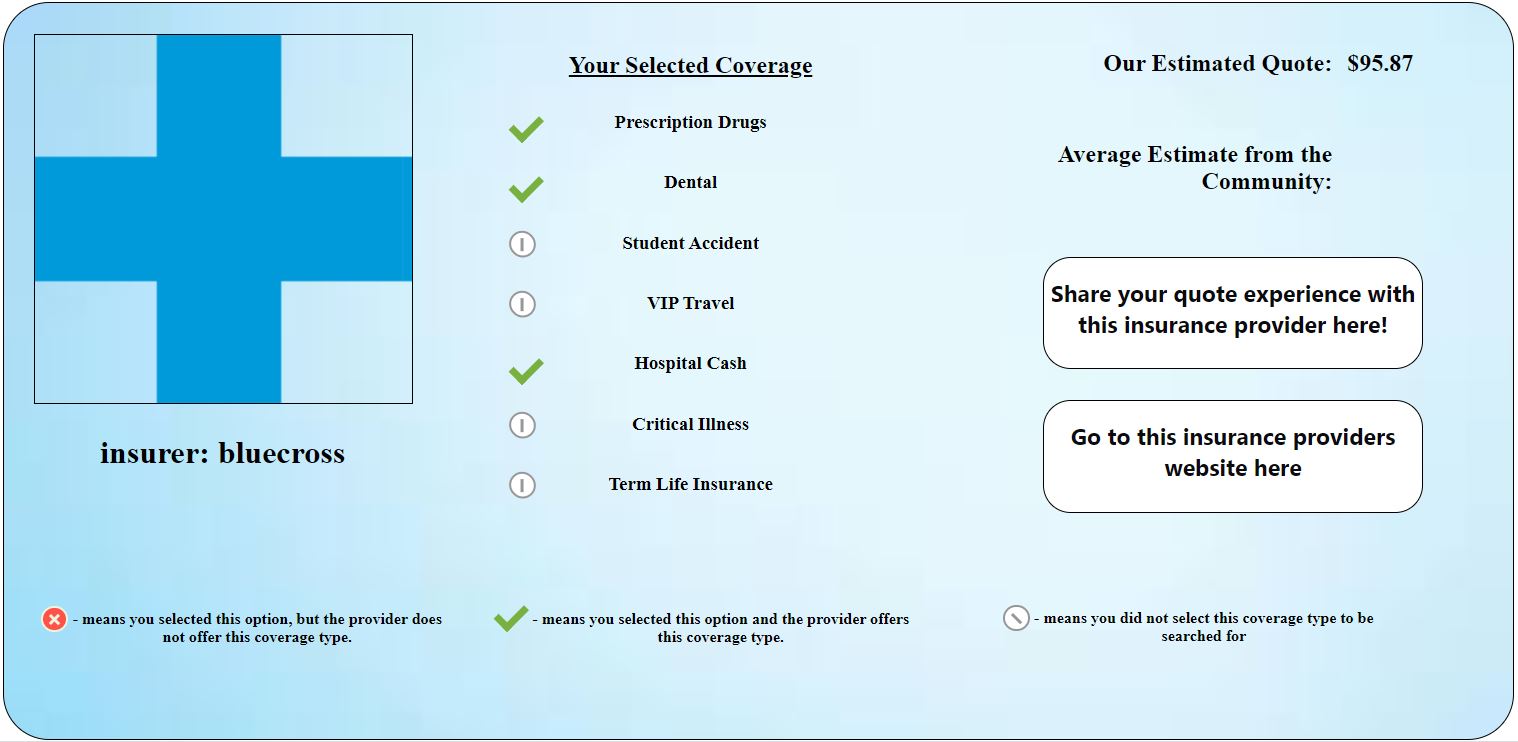 Your Selected Coverage
Prescription Drugs
Dental
Student Accident
VIP Travel
Hospital Cash
Critical Illness
Term Life Insurance
insurer: bluecross
Our Estimated Quote: $95.87
Average Estimate from the
Community:
Share your quote experience with
this insurance provider here!
Go to this insurance providers
website here
- means you selected this option, but the provider does
not offer this coverage type.
- means you selected this option and the provider offers
this coverage type.
- means you did not select this coverage type to be
searched for